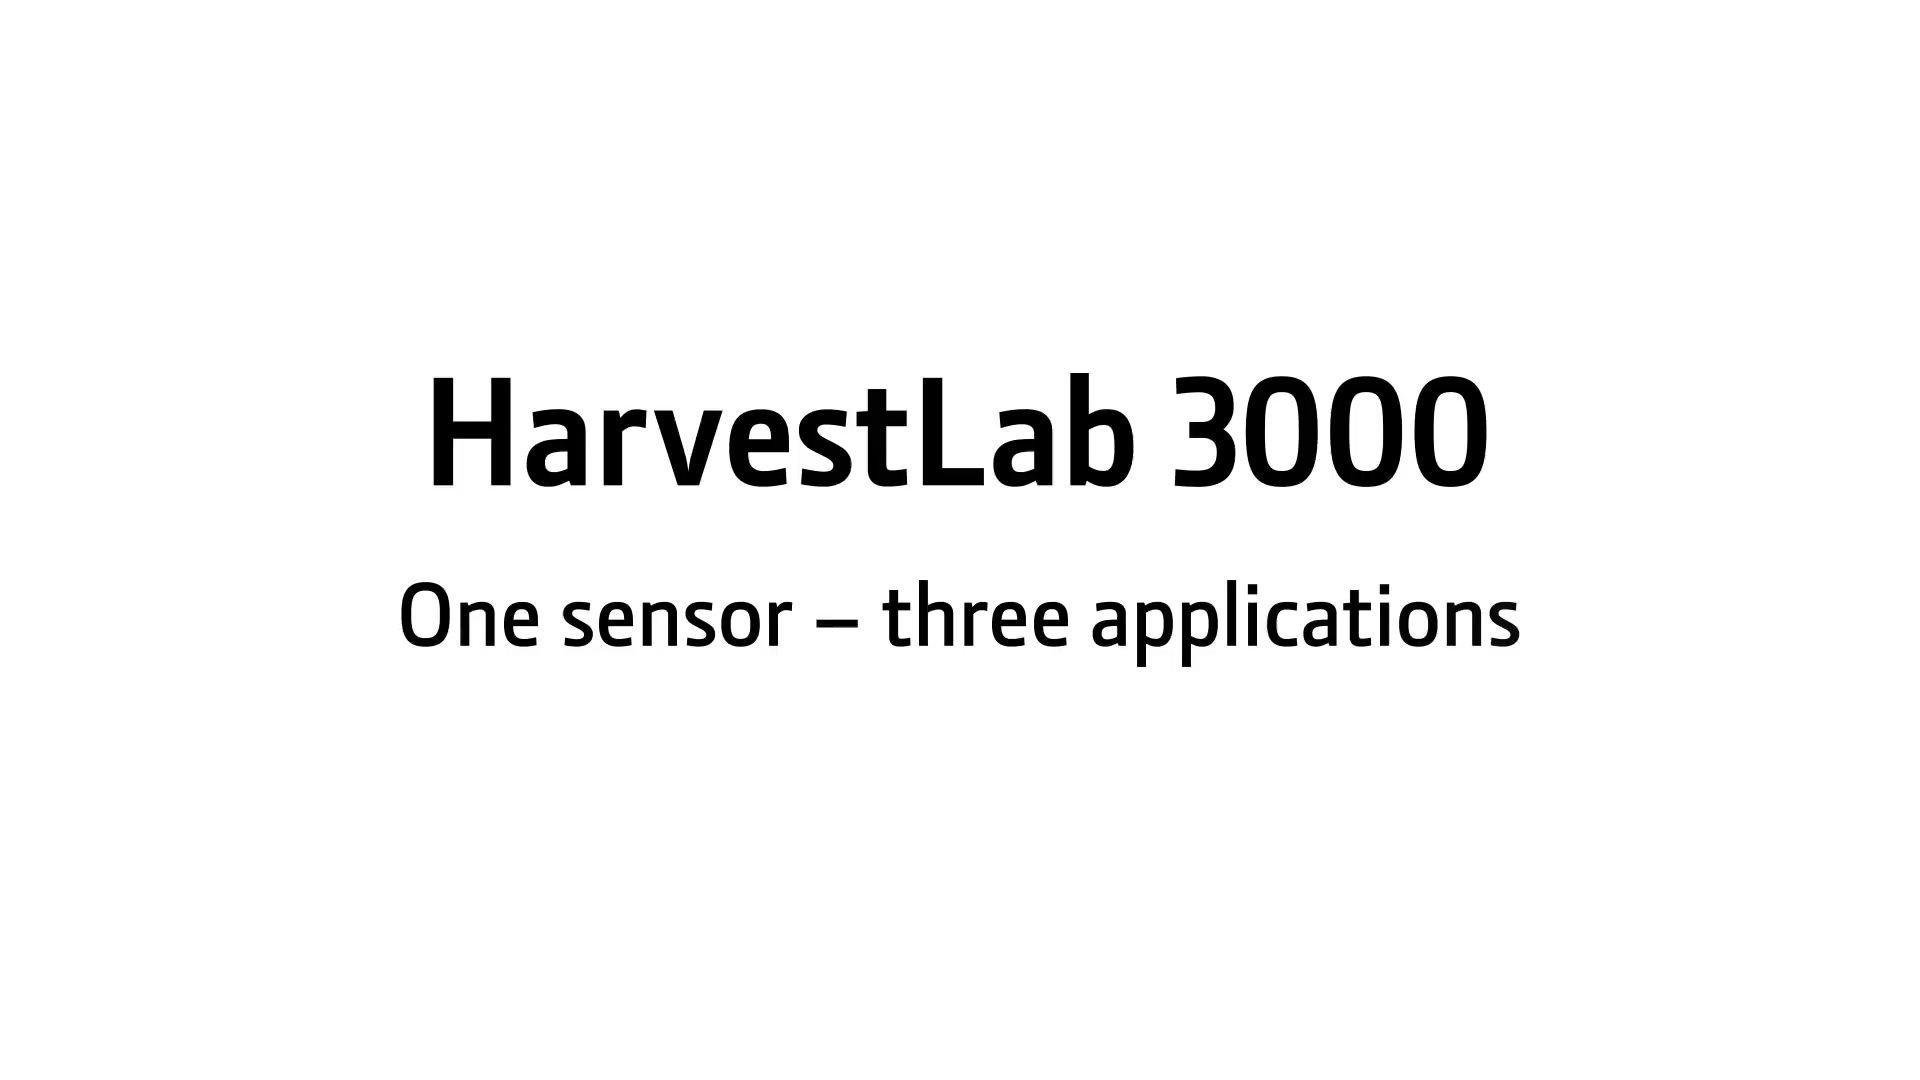 HarvestLab 3000
One sensor – three applications